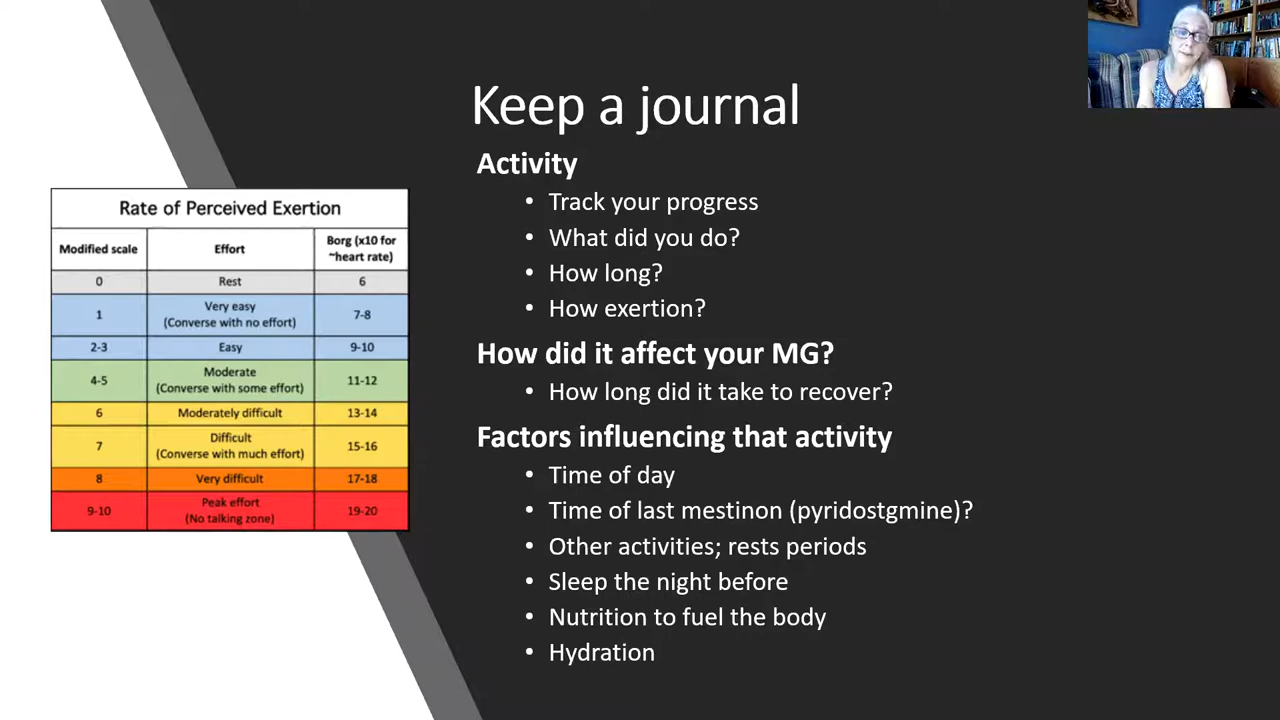 Keep a journal
Rate of Perceived Exertion
Modified scale Effort Borg (x10 for
~heart rate)
0 Rest 6
1 Very easy
(Converse with no effort) 7-8
2-3 Easy 9-10
4-5 Moderate
(Converse with some effort) 11-12
6 Moderately difficult 13-14
7 Difficult
(Converse with much effort) 15-16
8 Very difficult 17-18
9-10 Peak effort
(No talking zone) 19-20
Activity
• Track your progress
• What did you do?
• How long?
• How exertion?
How did it affect your MG?
• How long did it take to recover?
Factors influencing that activity
• Time of day
• Time of last mestinon (pyridostgmine)?
• Other activities; rests periods
• Sleep the night before
• Nutrition to fuel the body
• Hydration